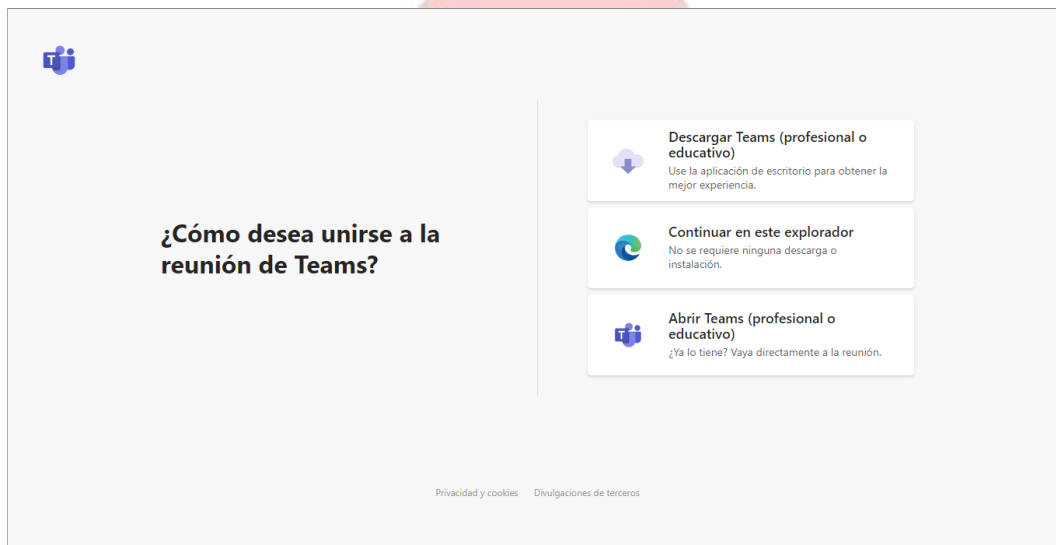 ¿Cómo desea unirse a la
reunión de Teams?
Descargar Teams (profesional o
educativo)
Use la aplicación de escritorio para obtener la
mejor experiencia.
Continuar en este explorador
No se requiere ninguna descarga o
instalación.
Abrir Teams (profesional o
educativo)
¿Ya lo tiene? Vaya directamente a la reunión.
Privacidad y cookies Divulgaciones de terceros